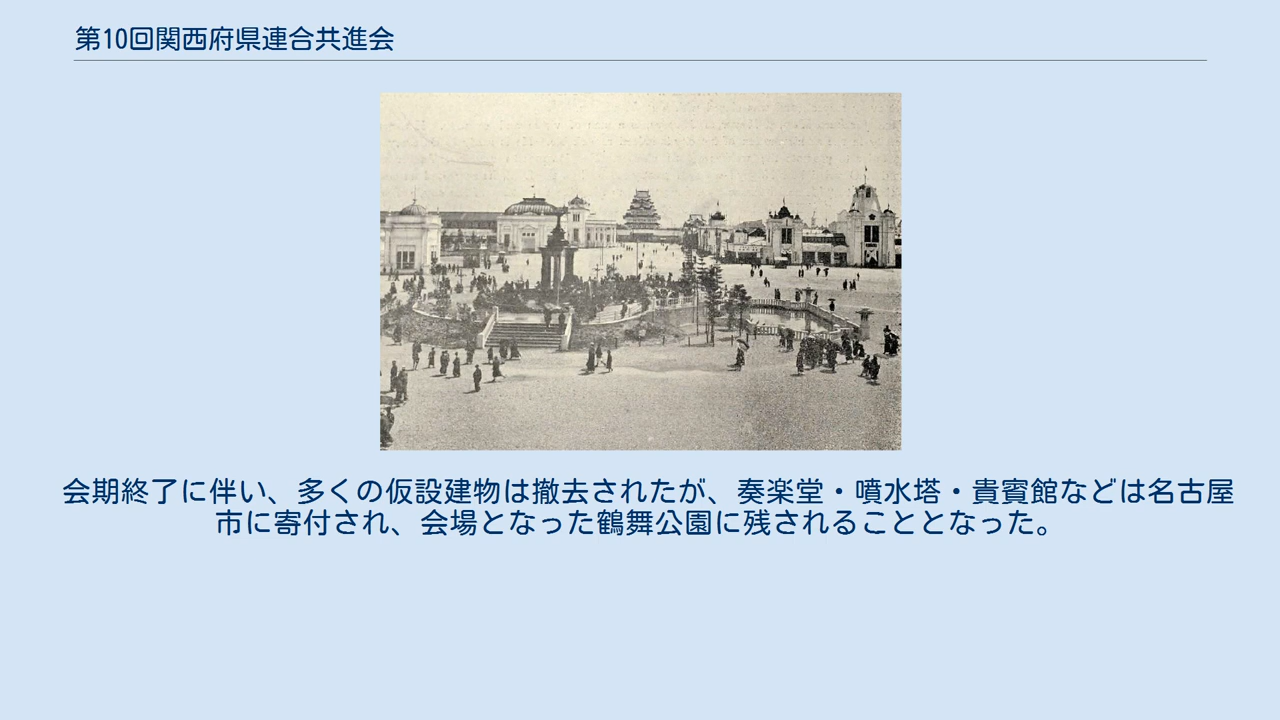 第10回関西府県連合共進会
会期終了に伴い、多くの仮設建物は撤去されたが、奏楽堂・噴水塔・貴賓館などは名古屋
市に寄付され、会場となった鶴舞公園に残されることとなった。